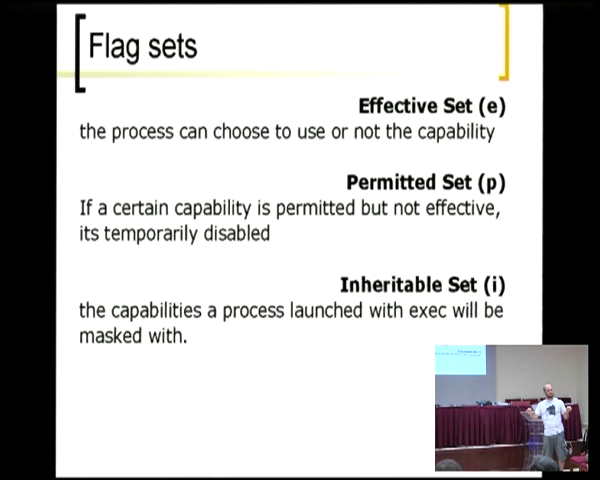 Flag sets
Effective Set (e)
the process can choose to use or not the capability
Permitted Set (p)
If a certain capability is permitted but not effective,
its temporarily disabled
Inheritable Set (i)
the capabilities a process launched with exec will be
masked with.